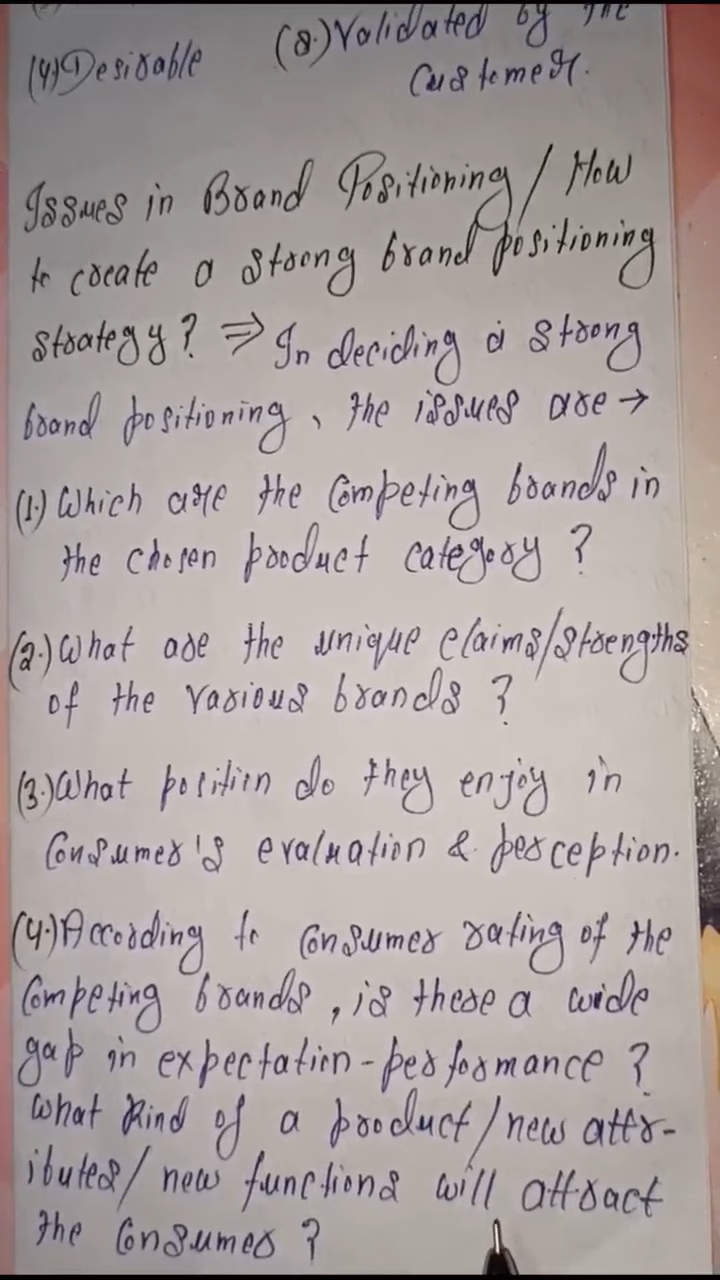 (4) Desirable (8.) Validated by the
Customer.
Issues in Brand Positioning / How
to create a strong brand positioning
strategy? ⇒ In deciding a strong
brand positioning, the issues are →
(1.) Which are the competing brands in
the chosen product category?
(2.) What are the unique claims/strengths
of the various brands?
(3.) What position do they enjoy in
Consumer's evaluation & perception.
(4.) According to consumer rating of the
Competing brands, is there a wide
gap in expectation-performance?
What kind of a product/new attr-
ibutes/ new functions will attract
the Consumer?